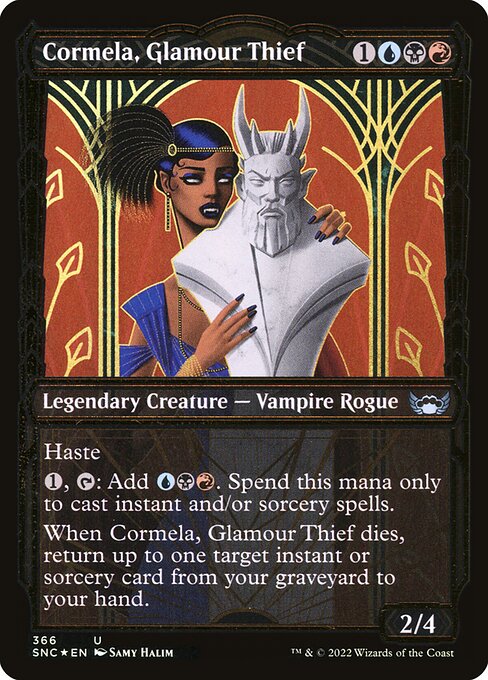 Cormela, Glamour Thief 1
Legendary Creature — Vampire Rogue
Haste
1, : Add . Spend this mana only
to cast instant and/or sorcery spells.
When Cormela, Glamour Thief dies,
return up to one target instant or
sorcery card from your graveyard to
your hand.
2/4
366 U
SNC★EN Samy Halim
™ & © 2022 Wizards of the Coast